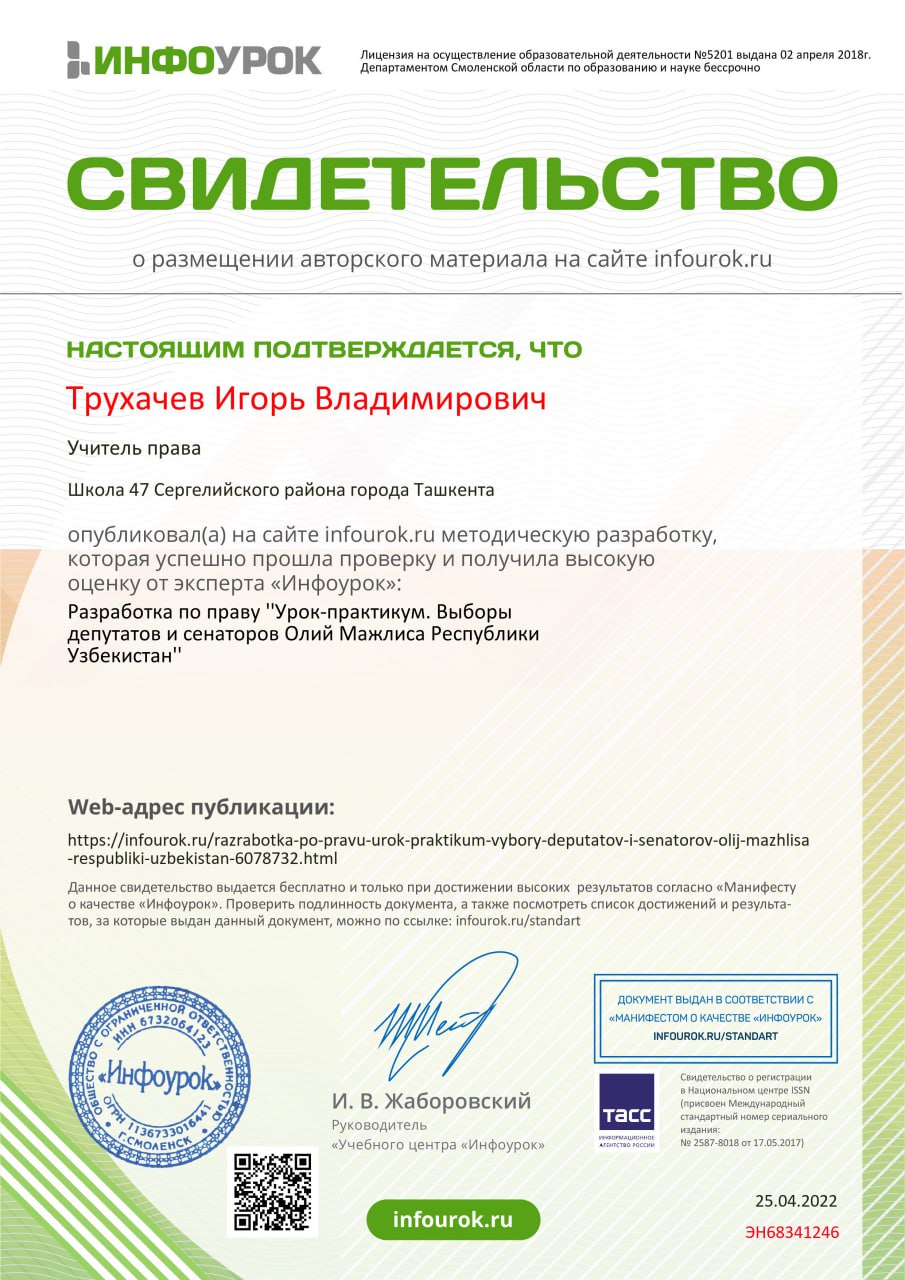 ИНФОУРОК
Лицензия на осуществление образовательной деятельности №5201 выдана 02 апреля 2018г.
Департаментом Смоленской области по образованию и науке бессрочно
СВИДЕТЕЛЬСТВО
о размещении авторского материала на сайте infourok.ru
НАСТОЯЩИМ ПОДТВЕРЖДАЕТСЯ, ЧТО
Трухачев Игорь Владимирович
Учитель права
Школа 47 Сергелийского района города Ташкента
опубликовал(а) на сайте infourok.ru методическую разработку,
которая успешно прошла проверку и получила высокую
оценку от эксперта «Инфоурок»:
Разработка по праву ''Урок-практикум. Выборы
депутатов и сенаторов Олий Мажлиса Республики
Узбекистан''
Web-адрес публикации:
https://infourok.ru/razrabotka-po-pravu-urok-praktikum-vybory-deputatov-i-senatorov-olij-mazhlisa
-respubliki-uzbekistan-6078732.html
Данное свидетельство выдается бесплатно и только при достижении высоких результатов согласно «Манифесту
о качестве «Инфоурок». Проверить подлинность документа, а также посмотреть список достижений и результа-
тов, за которые выдан данный документ, можно по ссылке: infourok.ru/standart
ОБЩЕСТВО С ОГРАНИЧЕННОЙ ОТВЕТСТВЕННОСТЬЮ
ИНН 6732064123
«Инфоурок»
ОГРН 1136733016441
Г.СМОЛЕНСК
И. В. Жаборовский
Руководитель
«Учебного центра «Инфоурок»
ДОКУМЕНТ ВЫДАН В СООТВЕТСТВИИ С
«МАНИФЕСТОМ О КАЧЕСТВЕ «ИНФОУРОК»
INFOUROK.RU/STANDART
ТАСС
ИНФОРМАЦИОННОЕ
АГЕНТСТВО РОССИИ
Свидетельство о регистрации
в Национальном центре ISSN
(присвоен Международный
стандартный номер сериального
издания:
№ 2587-8018 от 17.05.2017)
infourok.ru
25.04.2022
ЭН68341246